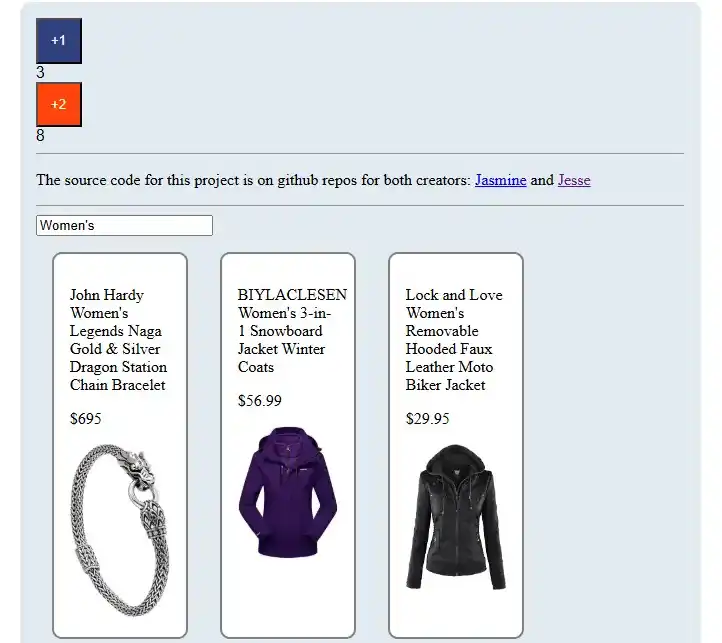 +1
3
+2
8
The source code for this project is on github repos for both creators: Jasmine and Jesse
Women's
John Hardy
Women's
Legends Naga
Gold & Silver
Dragon Station
Chain Bracelet
$695
BIYLACLESEN
Women's 3-in-
1 Snowboard
Jacket Winter
Coats
$56.99
Lock and Love
Women's
Removable
Hooded Faux
Leather Moto
Biker Jacket
$29.95